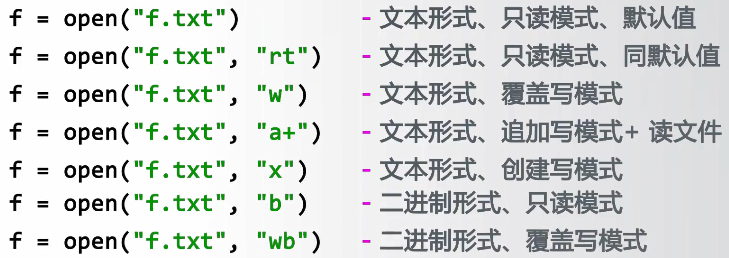 f = open("f.txt") - 文本形式、只读模式、默认值
f = open("f.txt", "rt") - 文本形式、只读模式、同默认值
f = open("f.txt", "w") - 文本形式、覆盖写模式
f = open("f.txt", "a+") - 文本形式、追加写模式+ 读文件
f = open("f.txt", "x") - 文本形式、创建写模式
f = open("f.txt", "b") - 二进制形式、只读模式
f = open("f.txt", "wb") - 二进制形式、覆盖写模式